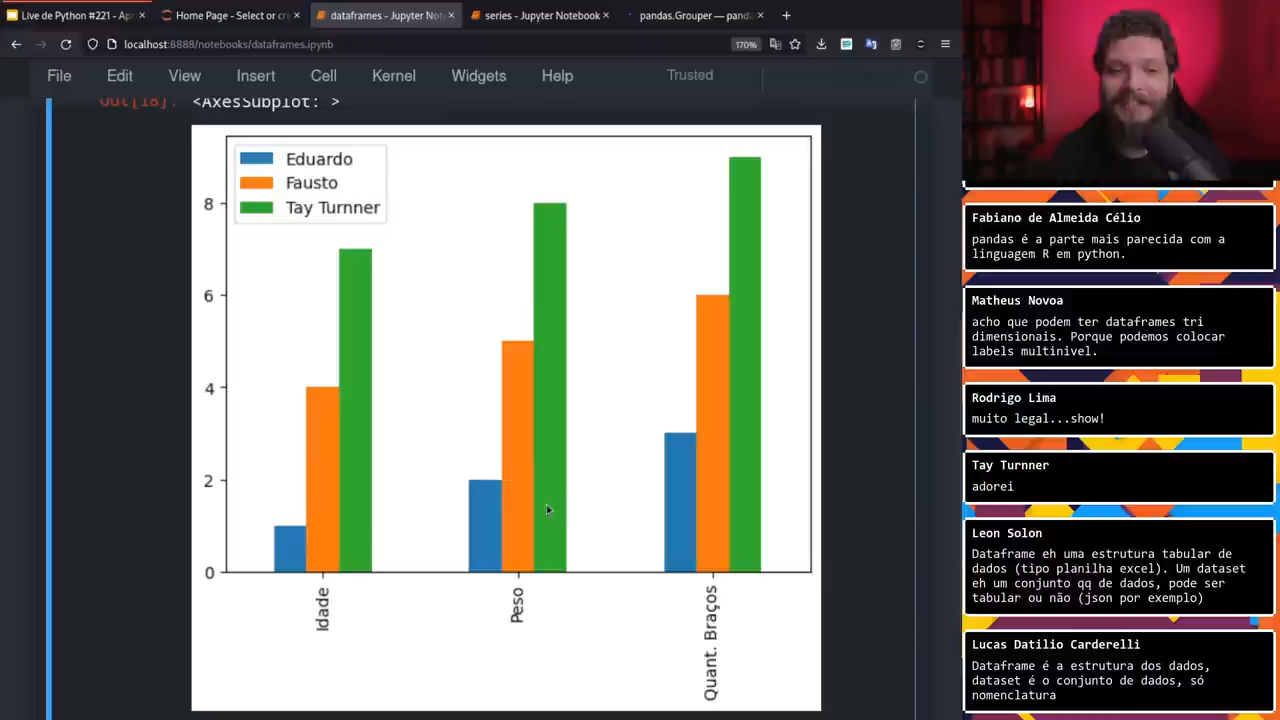 Live de Python #221 - Apr
Home Page - Select or cre
dataframes - Jupyter Not
series - Jupyter Notebook
pandas.Grouper — panda
localhost:8888/notebooks/dataframes.ipynb
170%
File Edit View Insert Cell Kernel Widgets Help
Trusted
Out[18]: <AxesSubplot: >
Eduardo
Fausto
Tay Turnner
8
6
4
2
0
Idade
Peso
Quant. Braços
Fabiano de Almeida Célio
pandas é a parte mais parecida com a
linguagem R em python.
Matheus Novoa
acho que podem ter dataframes tri
dimensionais. Porque podemos colocar
labels multinivel.
Rodrigo Lima
muito legal...show!
Tay Turnner
adorei
Leon Solon
Dataframe eh uma estrutura tabular de
dados (tipo planilha excel). Um dataset
eh um conjunto qq de dados, pode ser
tabular ou não (json por exemplo)
Lucas Datilio Carderelli
Dataframe é a estrutura dos dados,
dataset é o conjunto de dados, só
nomenclatura